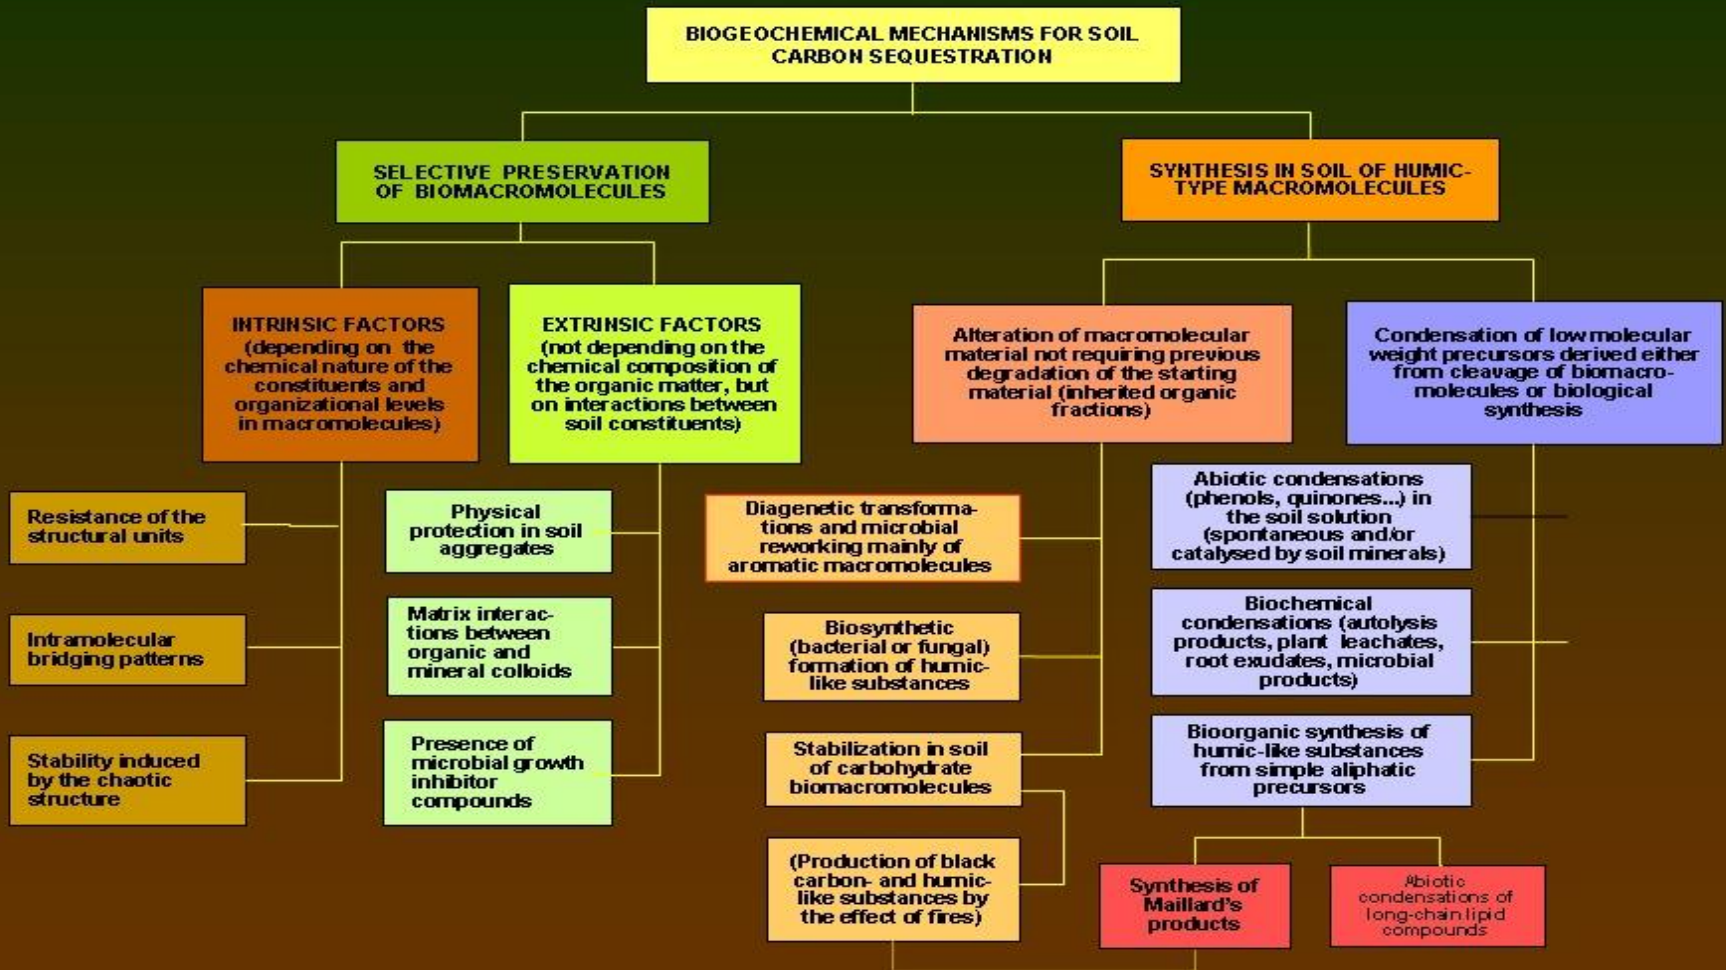 BIOGEOCHEMICAL MECHANISMS FOR SOIL
CARBON SEQUESTRATION
SELECTIVE PRESERVATION
OF BIOMACROMOLECULES
SYNTHESIS IN SOIL OF HUMIC-
TYPE MACROMOLECULES
INTRINSIC FACTORS
(depending on the
chemical nature of the
constituents and
organizational levels
in macromolecules)
EXTRINSIC FACTORS
(not depending on the
chemical composition of
the organic matter, but
on interactions between
soil constituents)
Alteration of macromolecular
material not requiring previous
degradation of the starting
material (inherited organic
fractions)
Condensation of low molecular
weight precursors derived either
from cleavage of biomacro-
molecules or biological
synthesis
Resistance of the
structural units
Intramolecular
bridging patterns
Stability induced
by the chaotic
structure
Physical
protection in soil
aggregates
Matrix interac-
tions between
organic and
mineral colloids
Presence of
microbial growth
inhibitor
compounds
Diagenetic transforma-
tions and microbial
reworking mainly of
aromatic macromolecules
Biosynthetic
(bacterial or fungal)
formation of humic-
like substances
Stabilization in soil
of carbohydrate
biomacromolecules
(Production of black
carbon- and humic-
like substances by
the effect of fires)
Abiotic condensations
(phenols, quinones...) in
the soil solution
(spontaneous and/or
catalysed by soil minerals)
Biochemical
condensations (autolysis
products, plant leachates,
root exudates, microbial
products)
Bioorganic synthesis of
humic-like substances
from simple aliphatic
precursors
Synthesis of
Maillard's
products
Abiotic
condensations of
long-chain lipid
compounds